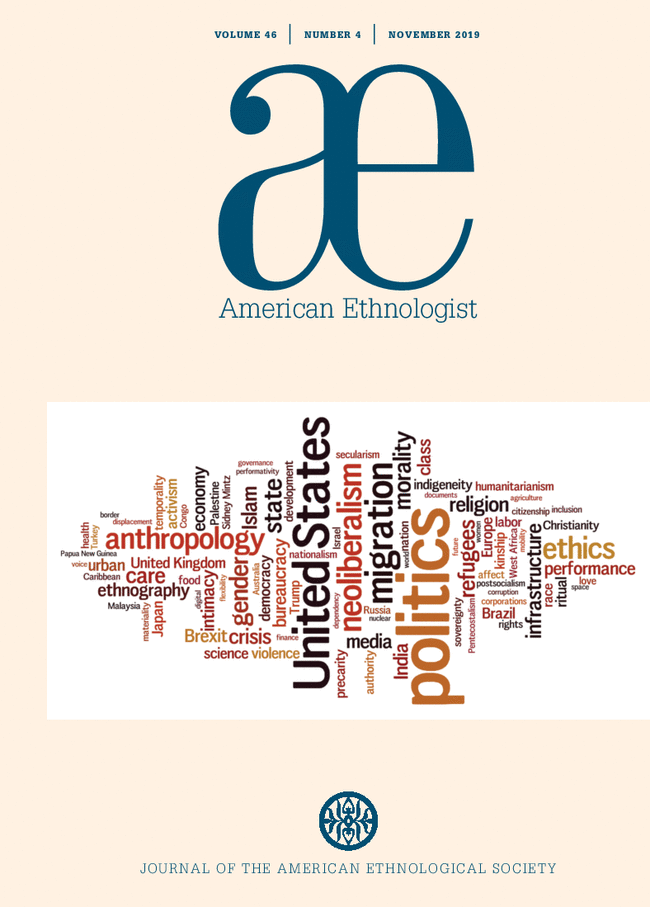 VOLUME 46 | NUMBER 4 | NOVEMBER 2019
æ
American Ethnologist
United States
politics
neoliberalism
migration
anthropology
morality
class
secularism
indigeneity
humanitarianism
documents
religion
agriculture
citizenship
inclusion
Christianity
governance
performativity
development
state
Islam
Sidney Mintz
Palestine
economy
Congo
activism
temporality
border
displacement
health
Turkey
Papua New Guinea
voice
urban
United Kingdom
Caribbean
care
food
ethnography
Malaysia
materiality
Japan
digital
intimacy
flexibility
gender
Australia
democracy
bureaucracy
Trump
nationalism
Israel
Brexit
crisis
finance
science
violence
dependency
precarity
authority
media
Russia
nuclear
India
world
nation
future
refugees
women
Europe
kinship
labor
West Africa
mobility
affect
postsocialism
corruption
corporations
Brazil
rights
sovereignty
Pentecostalism
infrastructure
ethics
performance
love
space
race
ritual
JOURNAL OF THE AMERICAN ETHNOLOGICAL SOCIETY